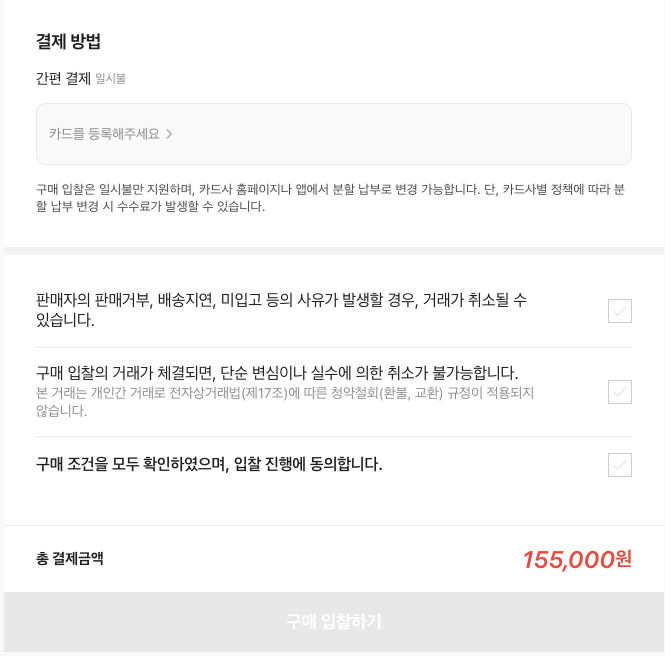 결제 방법
간편 결제 일시불
카드를 등록해주세요 >
구매 입찰은 일시불만 지원하며, 카드사 홈페이지나 앱에서 분할 납부로 변경 가능합니다. 단, 카드사별 정책에 따라 분
할 납부 변경 시 수수료가 발생할 수 있습니다.
판매자의 판매거부, 배송지연, 미입고 등의 사유가 발생할 경우, 거래가 취소될 수
있습니다.
구매 입찰의 거래가 체결되면, 단순 변심이나 실수에 의한 취소가 불가능합니다.
본 거래는 개인간 거래로 전자상거래법(제17조)에 따른 청약철회(환불, 교환) 규정이 적용되지
않습니다.
구매 조건을 모두 확인하였으며, 입찰 진행에 동의합니다.
총 결제금액
155,000원
구매 입찰하기